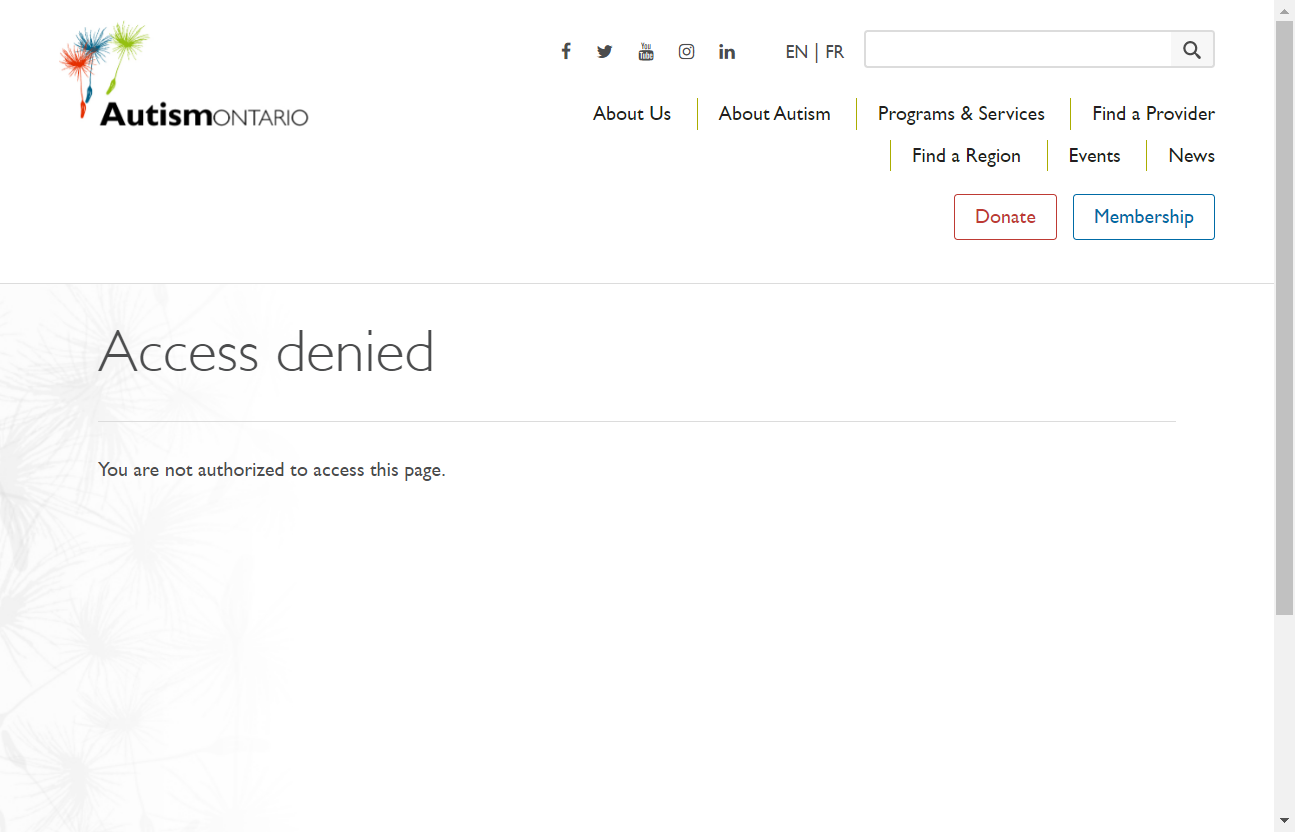 AutismONTARIO
You Tube
EN | FR
About Us
About Autism
Programs & Services
Find a Provider
Find a Region
Events
News
Donate
Membership
Access denied
You are not authorized to access this page.